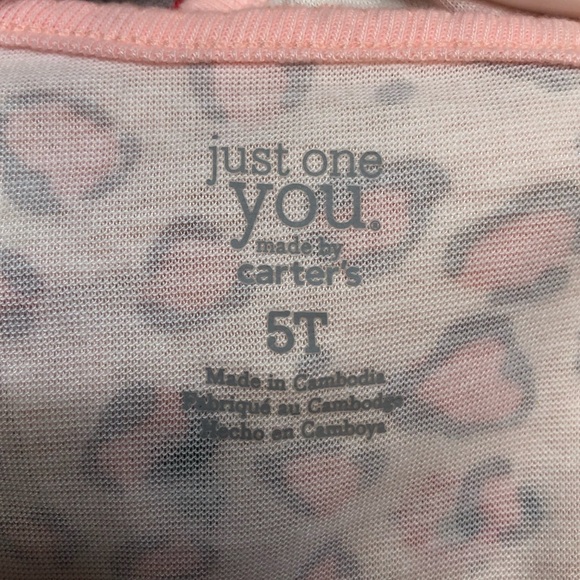 just one
you.
made by
carter's
5T
Made in Cambodia
Fabriqué au Cambodge
Hecho en Camboya